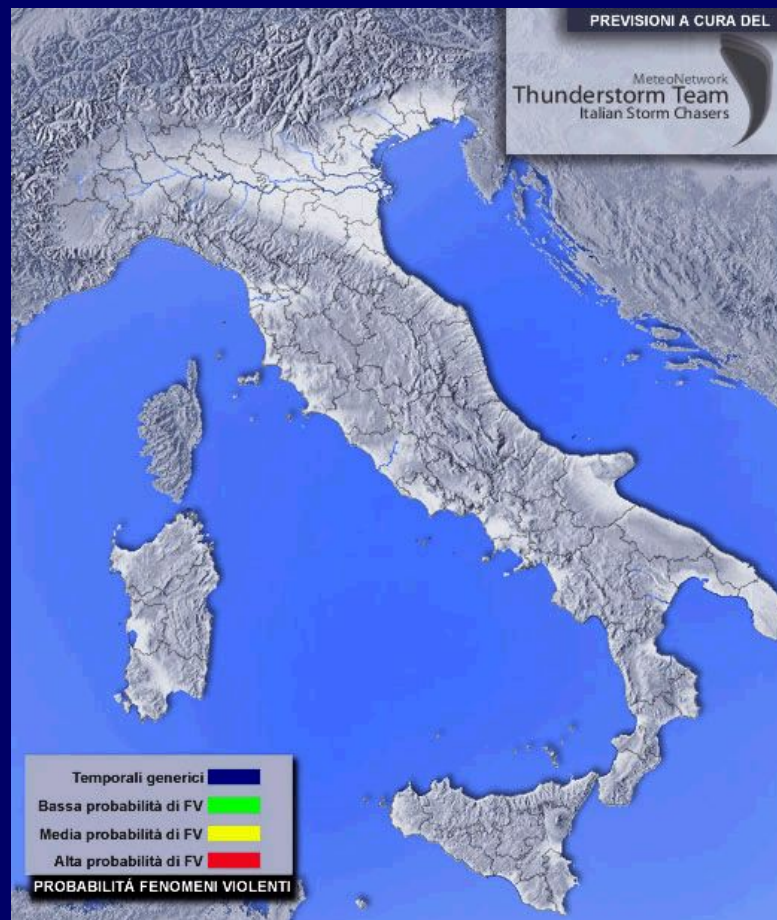 PREVISIONI A CURA DEL
MeteoNetwork
Thunderstorm Team
Italian Storm Chasers
Temporali generici
Bassa probabilità di FV
Media probabilità di FV
Alta probabilità di FV
PROBABILITÁ FENOMENI VIOLENTI